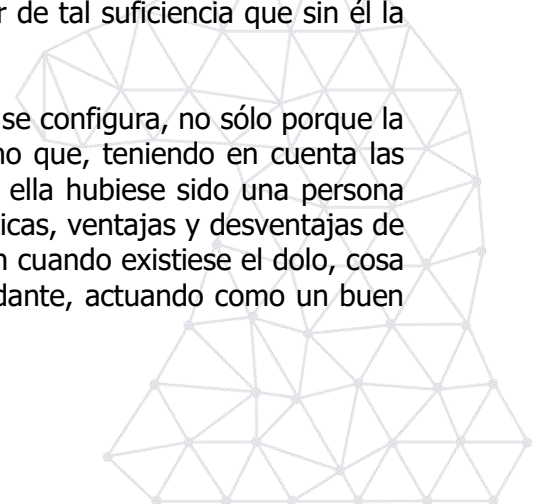 r de tal suficiencia que sin él la
se configura, no sólo porque la
no que, teniendo en cuenta las
ella hubiese sido una persona
icas, ventajas y desventajas de
n cuando existiese el dolo, cosa
dante, actuando como un buen